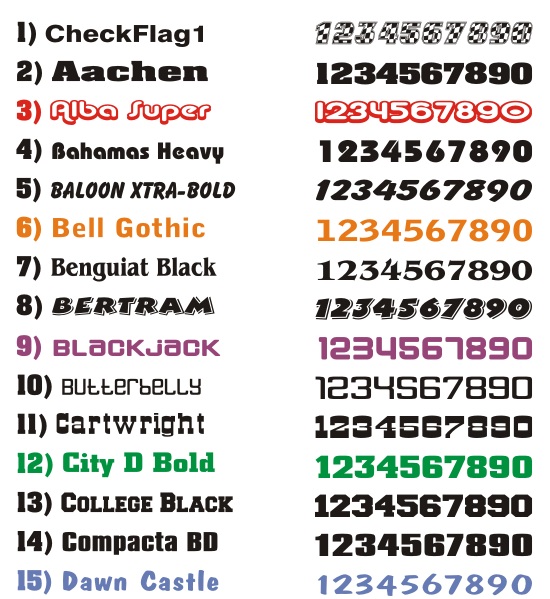 1) CheckFlag1 1234567890
2) Aachen 1234567890
3) Alba Super 1234567890
4) Bahamas Heavy 1234567890
5) BALOON XTRA-BOLD 1234567890
6) Bell Gothic 1234567890
7) Benguiat Black 1234567890
8) BERTRAM 1234567890
9) BLACKJACK 1234567890
10) Butterbelly 1234567890
11) Cartwright 1234567890
12) City D Bold 1234567890
13) COLLEGE BLACK 1234567890
14) Compacta BD 1234567890
15) Dawn Castle 1234567890